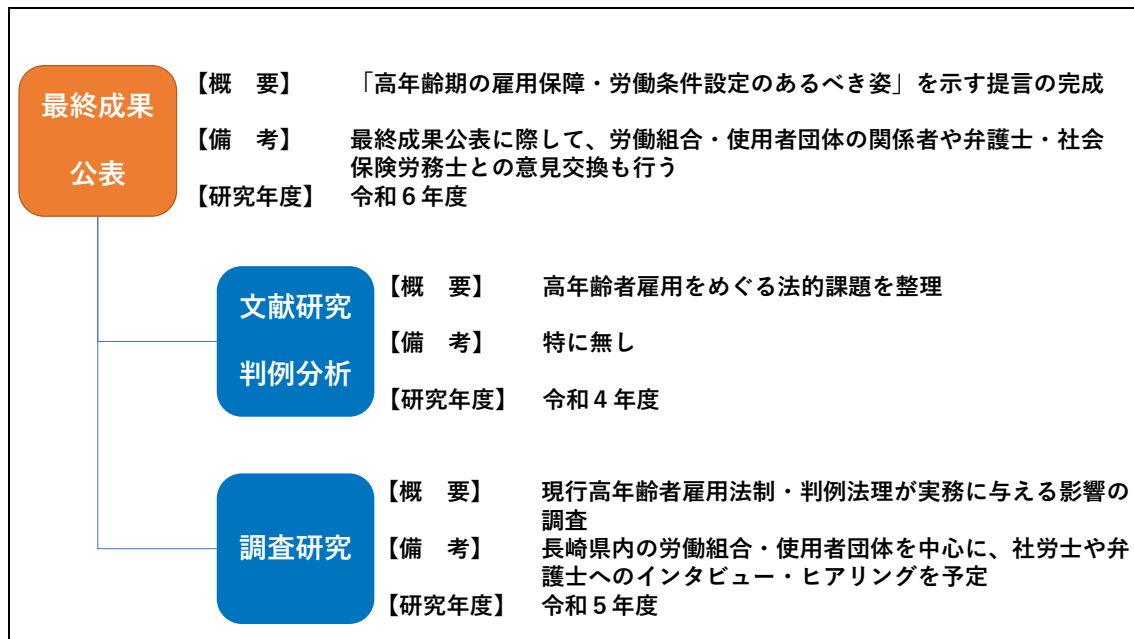 最終成果
公表
【概　要】　「高年齢期の雇用保障・労働条件設定のあるべき姿」を示す提言の完成
【備　考】　最終成果公表に際して、労働組合・使用者団体の関係者や弁護士・社会
保険労務士との意見交換も行う
【研究年度】　令和６年度
文献研究
判例分析
【概　要】　高年齢者雇用をめぐる法的課題を整理
【備　考】　特に無し
【研究年度】　令和４年度
調査研究
【概　要】　現行高年齢者雇用法制・判例法理が実務に与える影響の
調査
【備　考】　長崎県内の労働組合・使用者団体を中心に、社労士や弁
護士へのインタビュー・ヒアリングを予定
【研究年度】　令和５年度